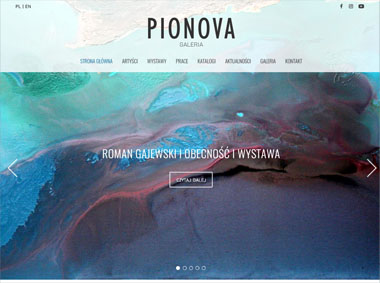 PL | EN
PIONOVA
GALERIA
STRONA GŁÓWNA ARTYŚCI WYSTAWY PRACE KATALOGI AKTUALNOŚCI GALERIA KONTAKT
ROMAN GAJEWSKI I OBECNOŚĆ I WYSTAWA
CZYTAJ DALEJ